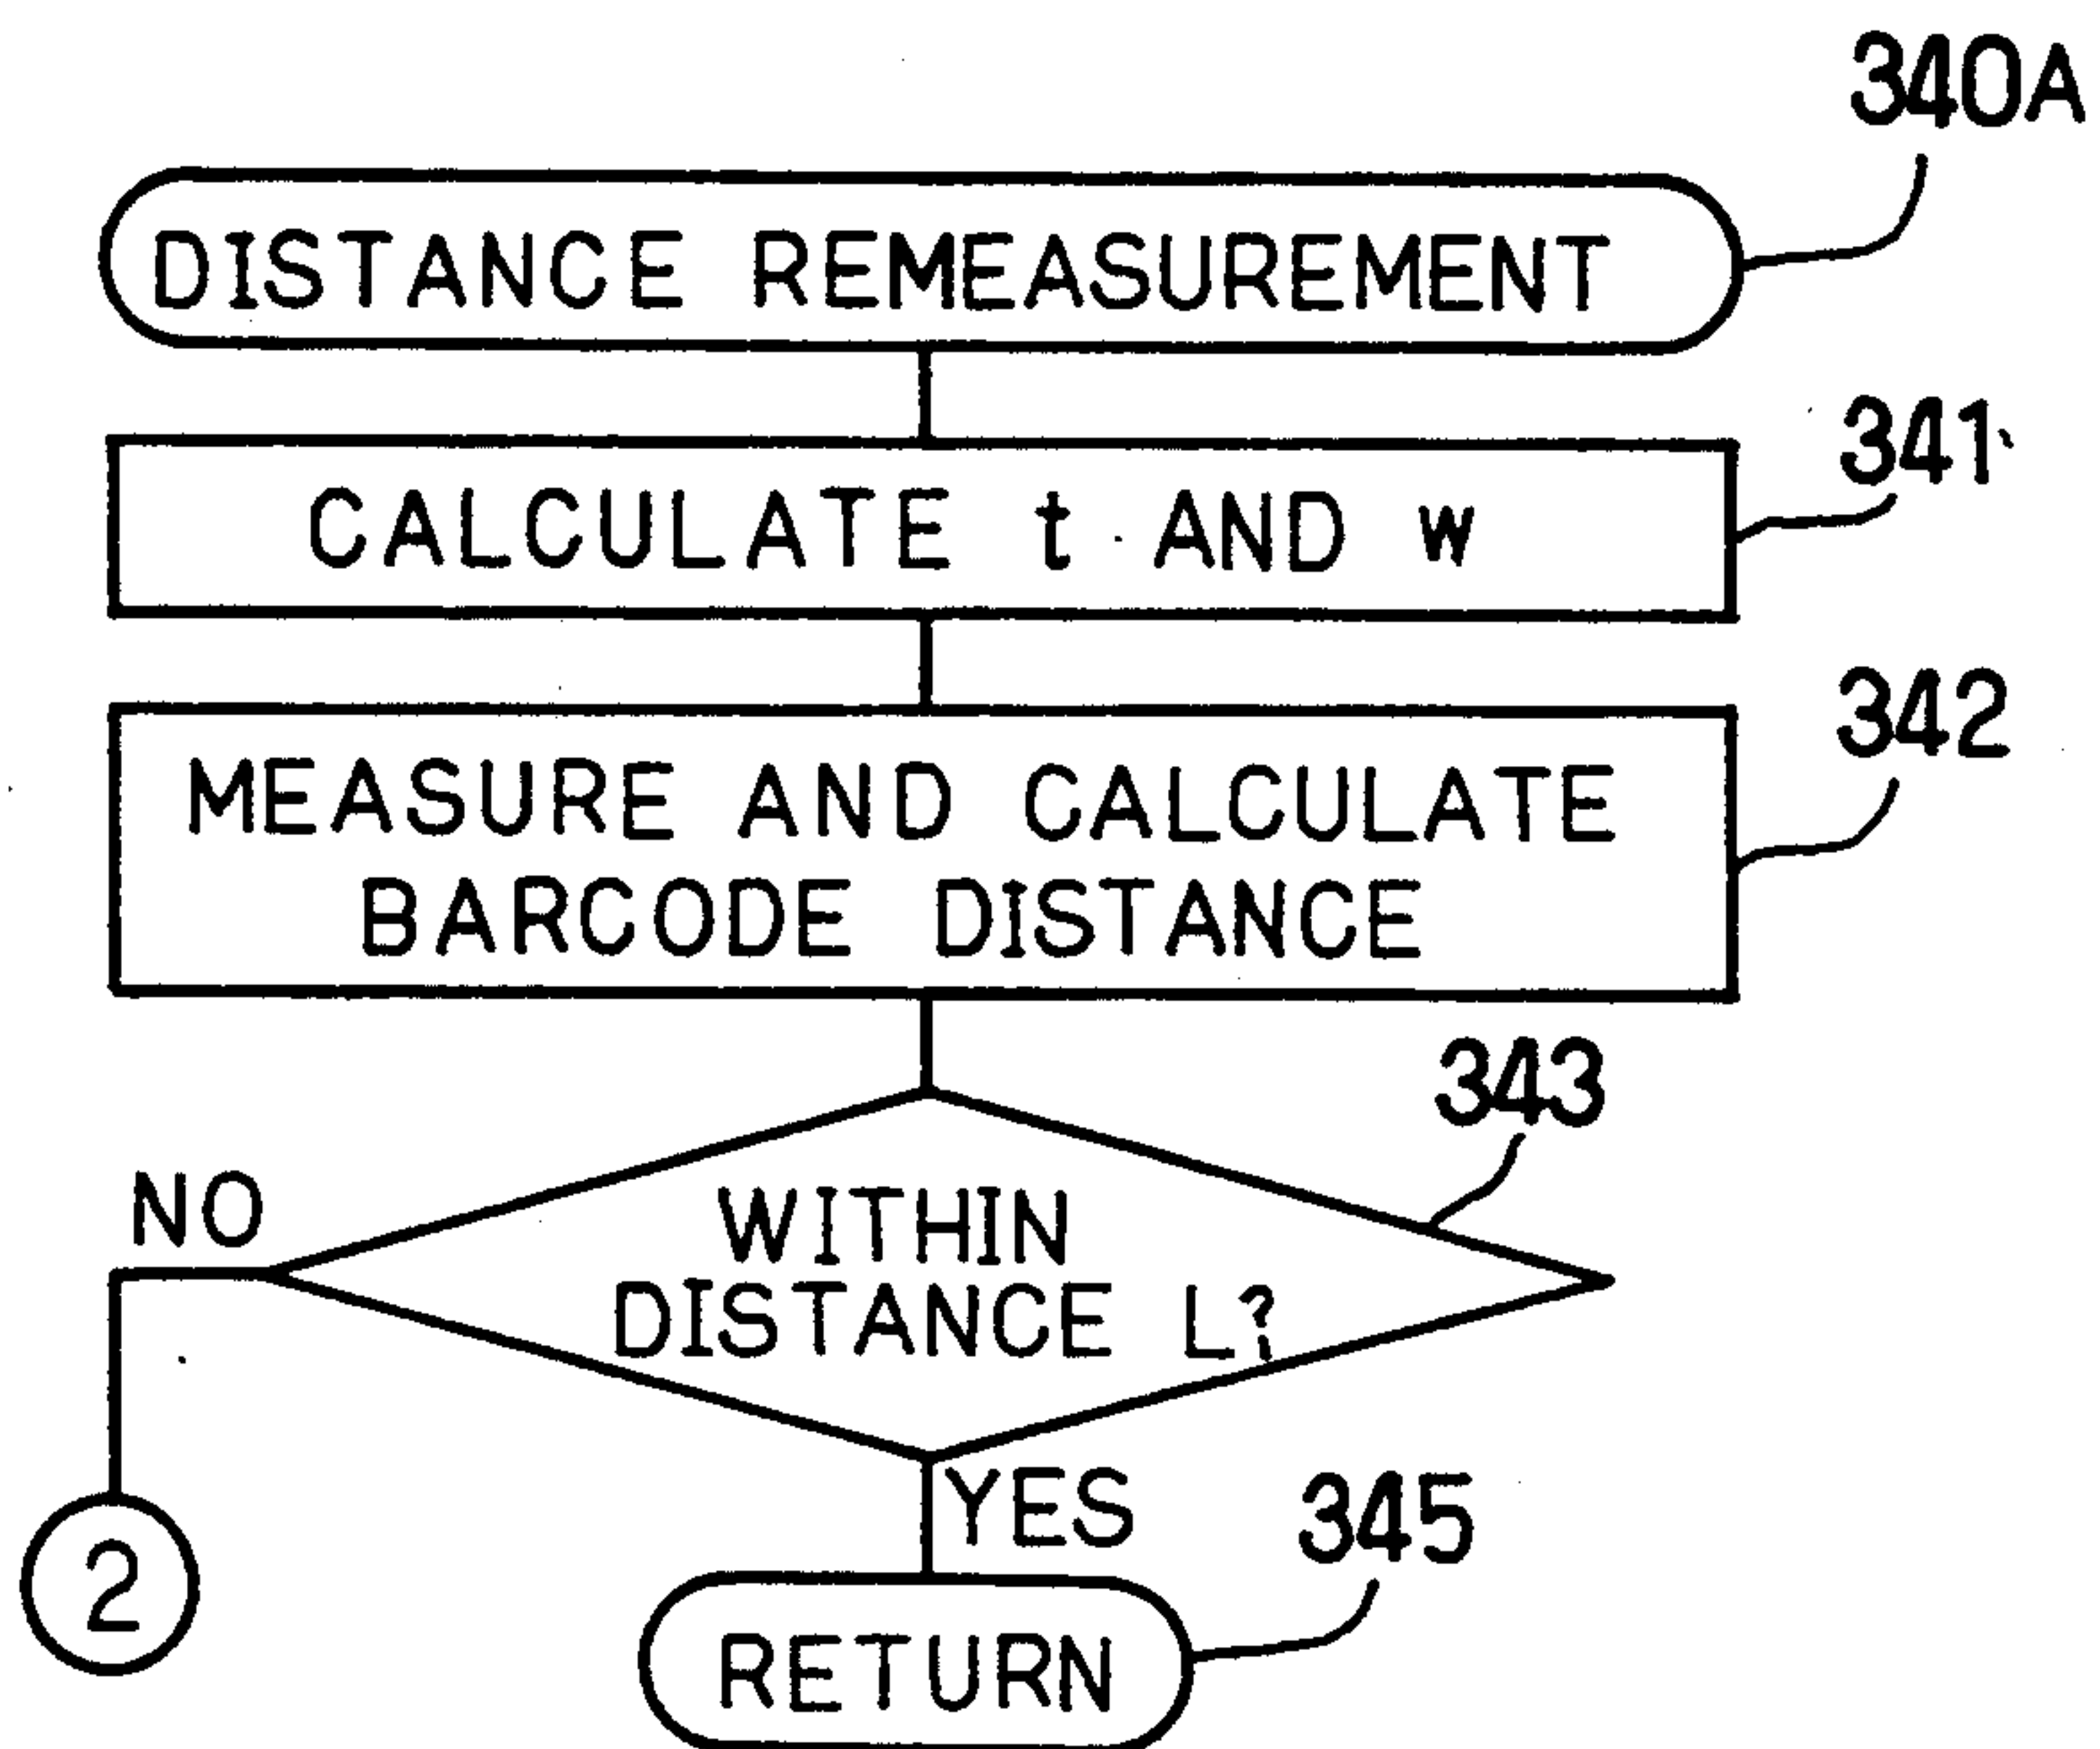 340A
DISTANCE REMEASUREMENT
341
CALCULATE t AND w
342
MEASURE AND CALCULATE
BARCODE DISTANCE
343
NO
WITHIN
DISTANCE L?
YES
345
2
RETURN